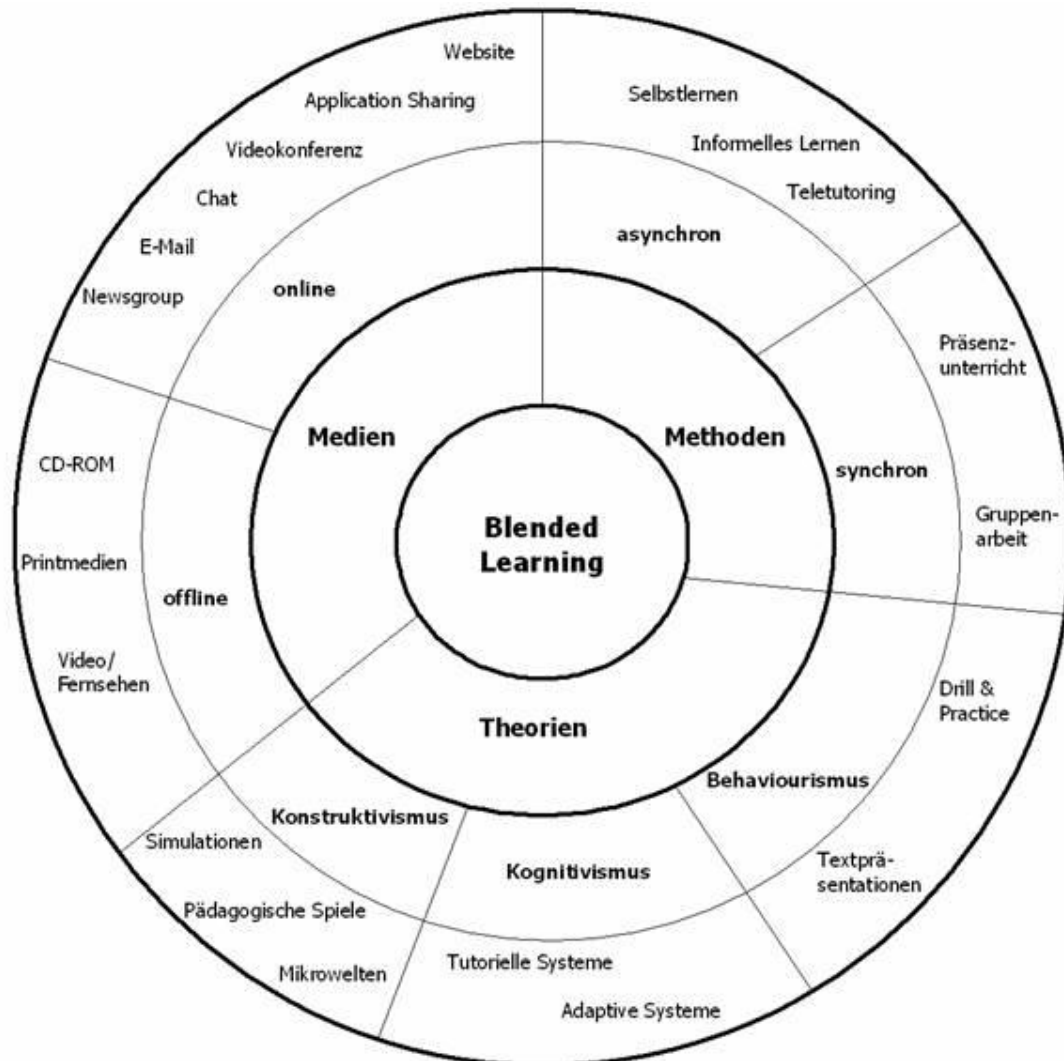 Website
Application Sharing
Videokonferenz
Chat
E-Mail
Newsgroup
online
Selbstlernen
Informelles Lernen
Teletutoring
asynchron
Präsenz-
unterricht
Gruppen-
arbeit
synchron
Medien
Methoden
Blended
Learning
CD-ROM
Printmedien
Video/
Fernsehen
offline
Theorien
Drill &
Practice
Textprä-
sentationen
Behaviourismus
Konstruktivismus
Simulationen
Pädagogische Spiele
Mikrowelten
Kognitivismus
Tutorielle Systeme
Adaptive Systeme